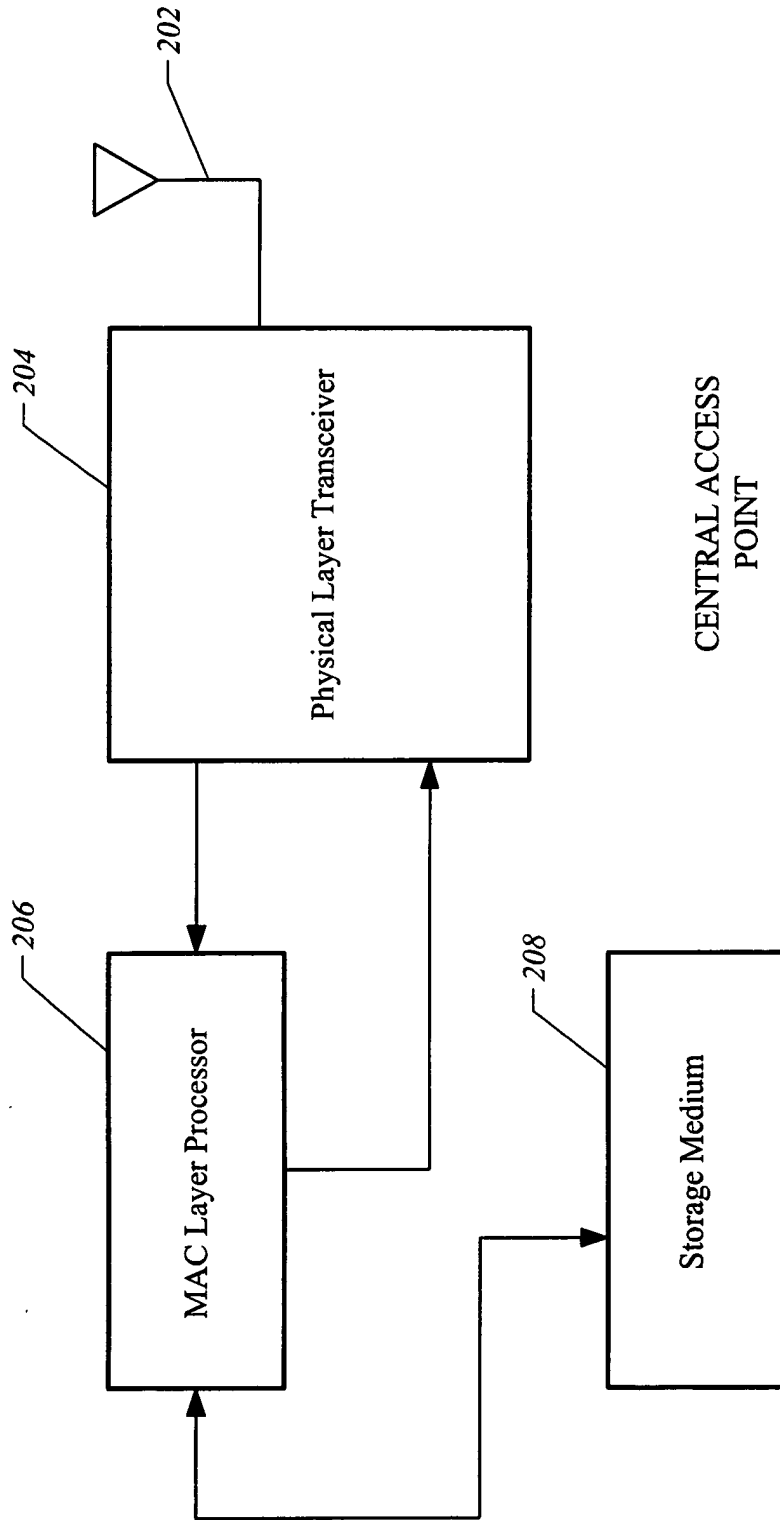 202
204
Physical Layer Transceiver
206
MAC Layer Processor
208
Storage Medium
CENTRAL ACCESS
POINT